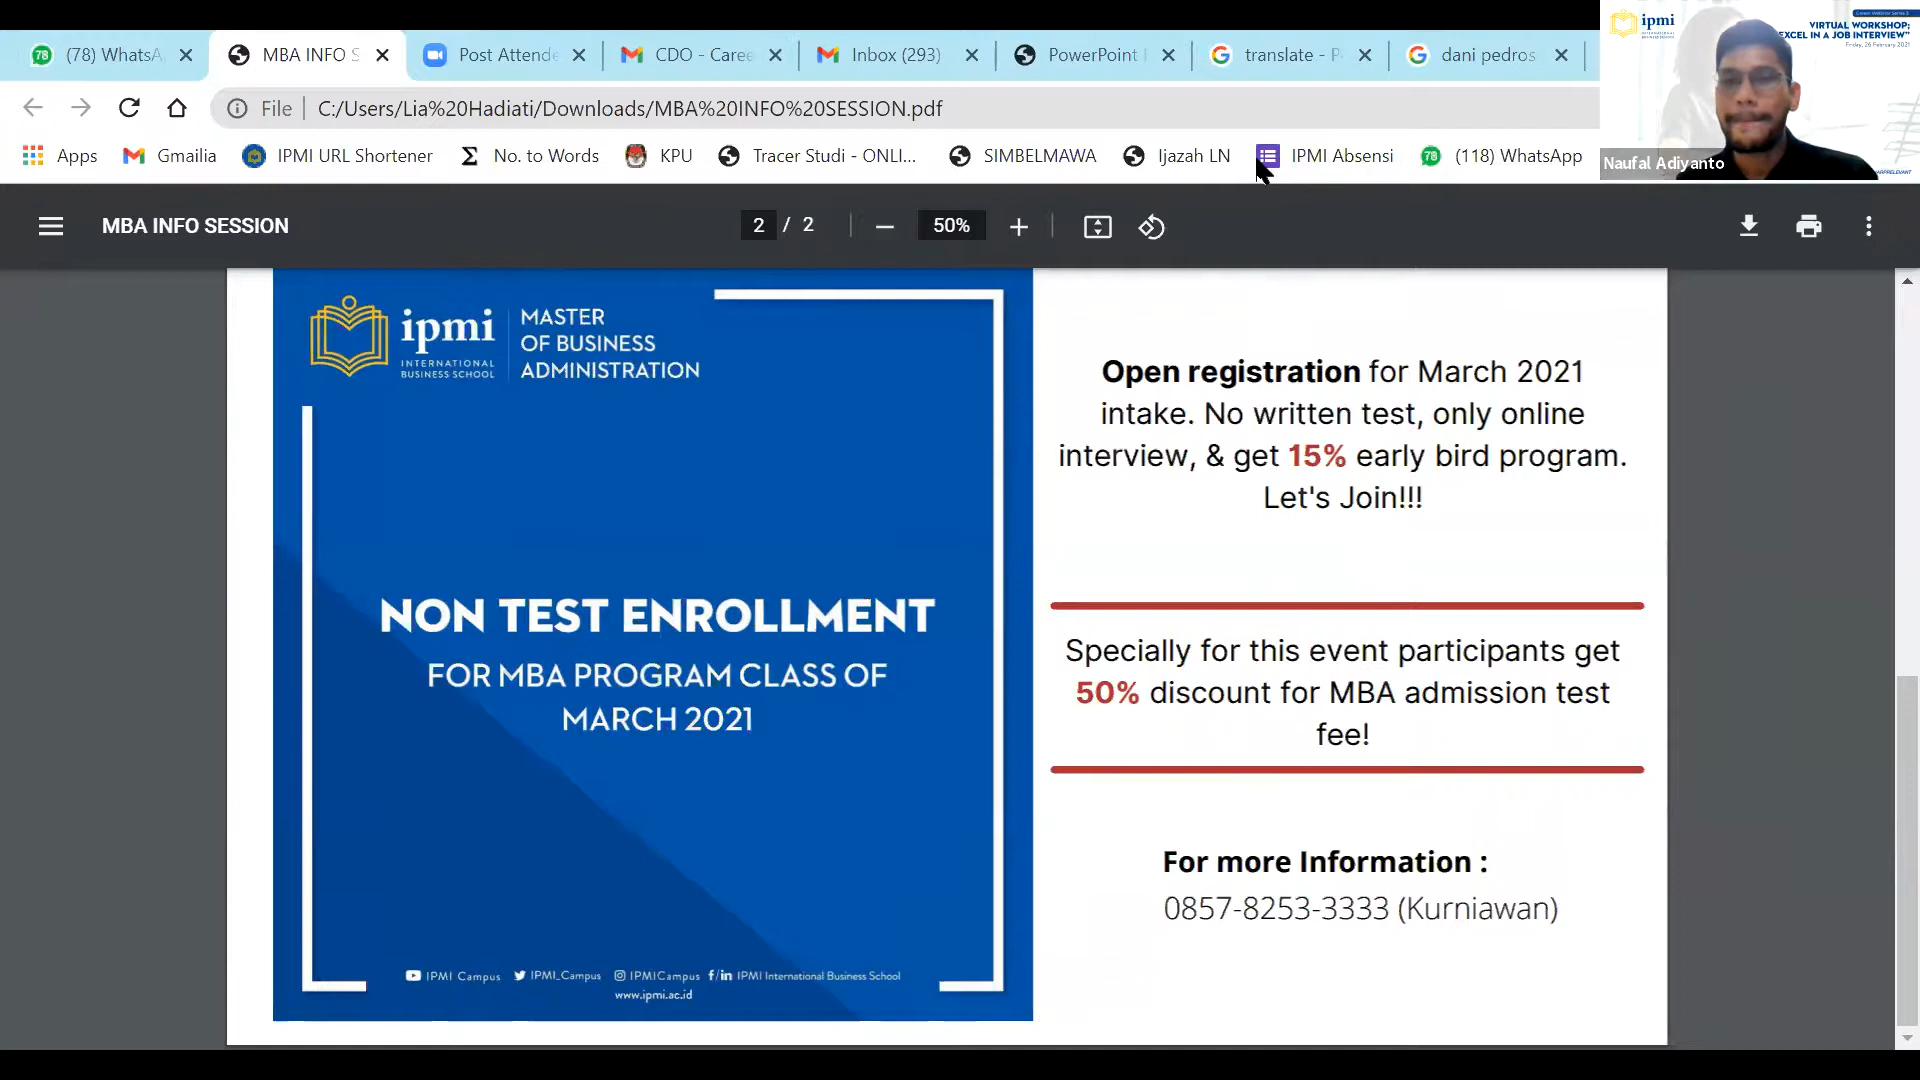 (78) WhatsA
MBA INFO S
Post Attende
CDO - Caree
Inbox (293)
PowerPoint
translate - P
dani pedros
File
C:/Users/Lia%20Hadiati/Downloads/MBA%20INFO%20SESSION.pdf
Apps
Gmailia
IPMI URL Shortener
No. to Words
KPU
Tracer Studi - ONLI...
SIMBELMAWA
Ijazah LN
IPMI Absensi
(118) WhatsApp
ipmi
VIRTUAL WORKSHOP:
EXCEL IN A JOB INTERVIEW"
Friday, 26 February 2021
Naufal Adiyanto
MBA INFO SESSION
2 / 2
50%
ipmi
INTERNATIONAL
BUSINESS SCHOOL
MASTER
OF BUSINESS
ADMINISTRATION
NON TEST ENROLLMENT
FOR MBA PROGRAM CLASS OF
MARCH 2021
IPMI Campus IPMI_Campus IPMICampus f/in IPMI International Business School
www.ipmi.ac.id
Open registration for March 2021
intake. No written test, only online
interview, & get 15% early bird program.
Let's Join!!!
Specially for this event participants get
50% discount for MBA admission test
fee!
For more Information :
0857-8253-3333 (Kurniawan)